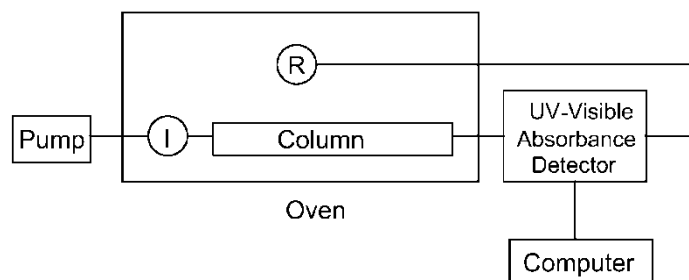 R
Pump
I
Column
UV-Visible
Absorbance
Detector
Oven
Computer